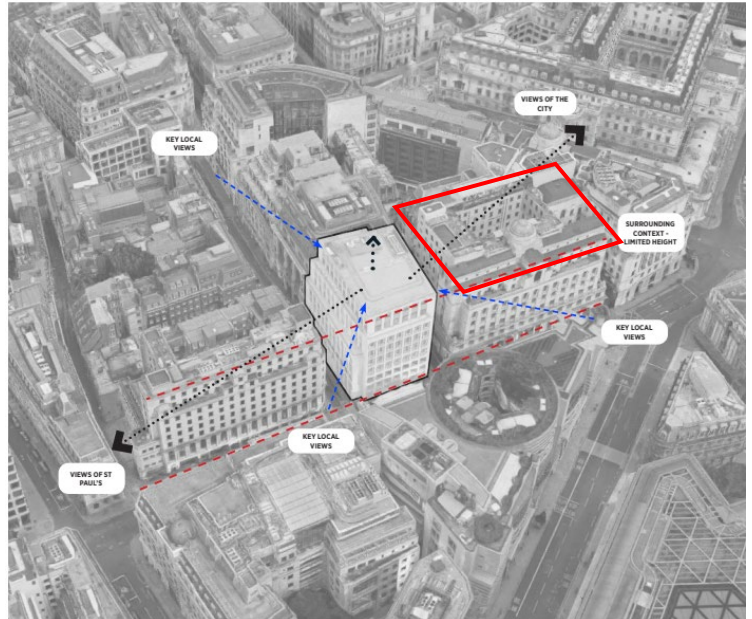 VIEWS OF THE
CITY
KEY LOCAL
VIEWS
SURROUNDING
CONTEXT -
LIMITED HEIGHT
KEY LOCAL
VIEWS
KEY LOCAL
VIEWS
VIEWS OF ST
PAUL'S